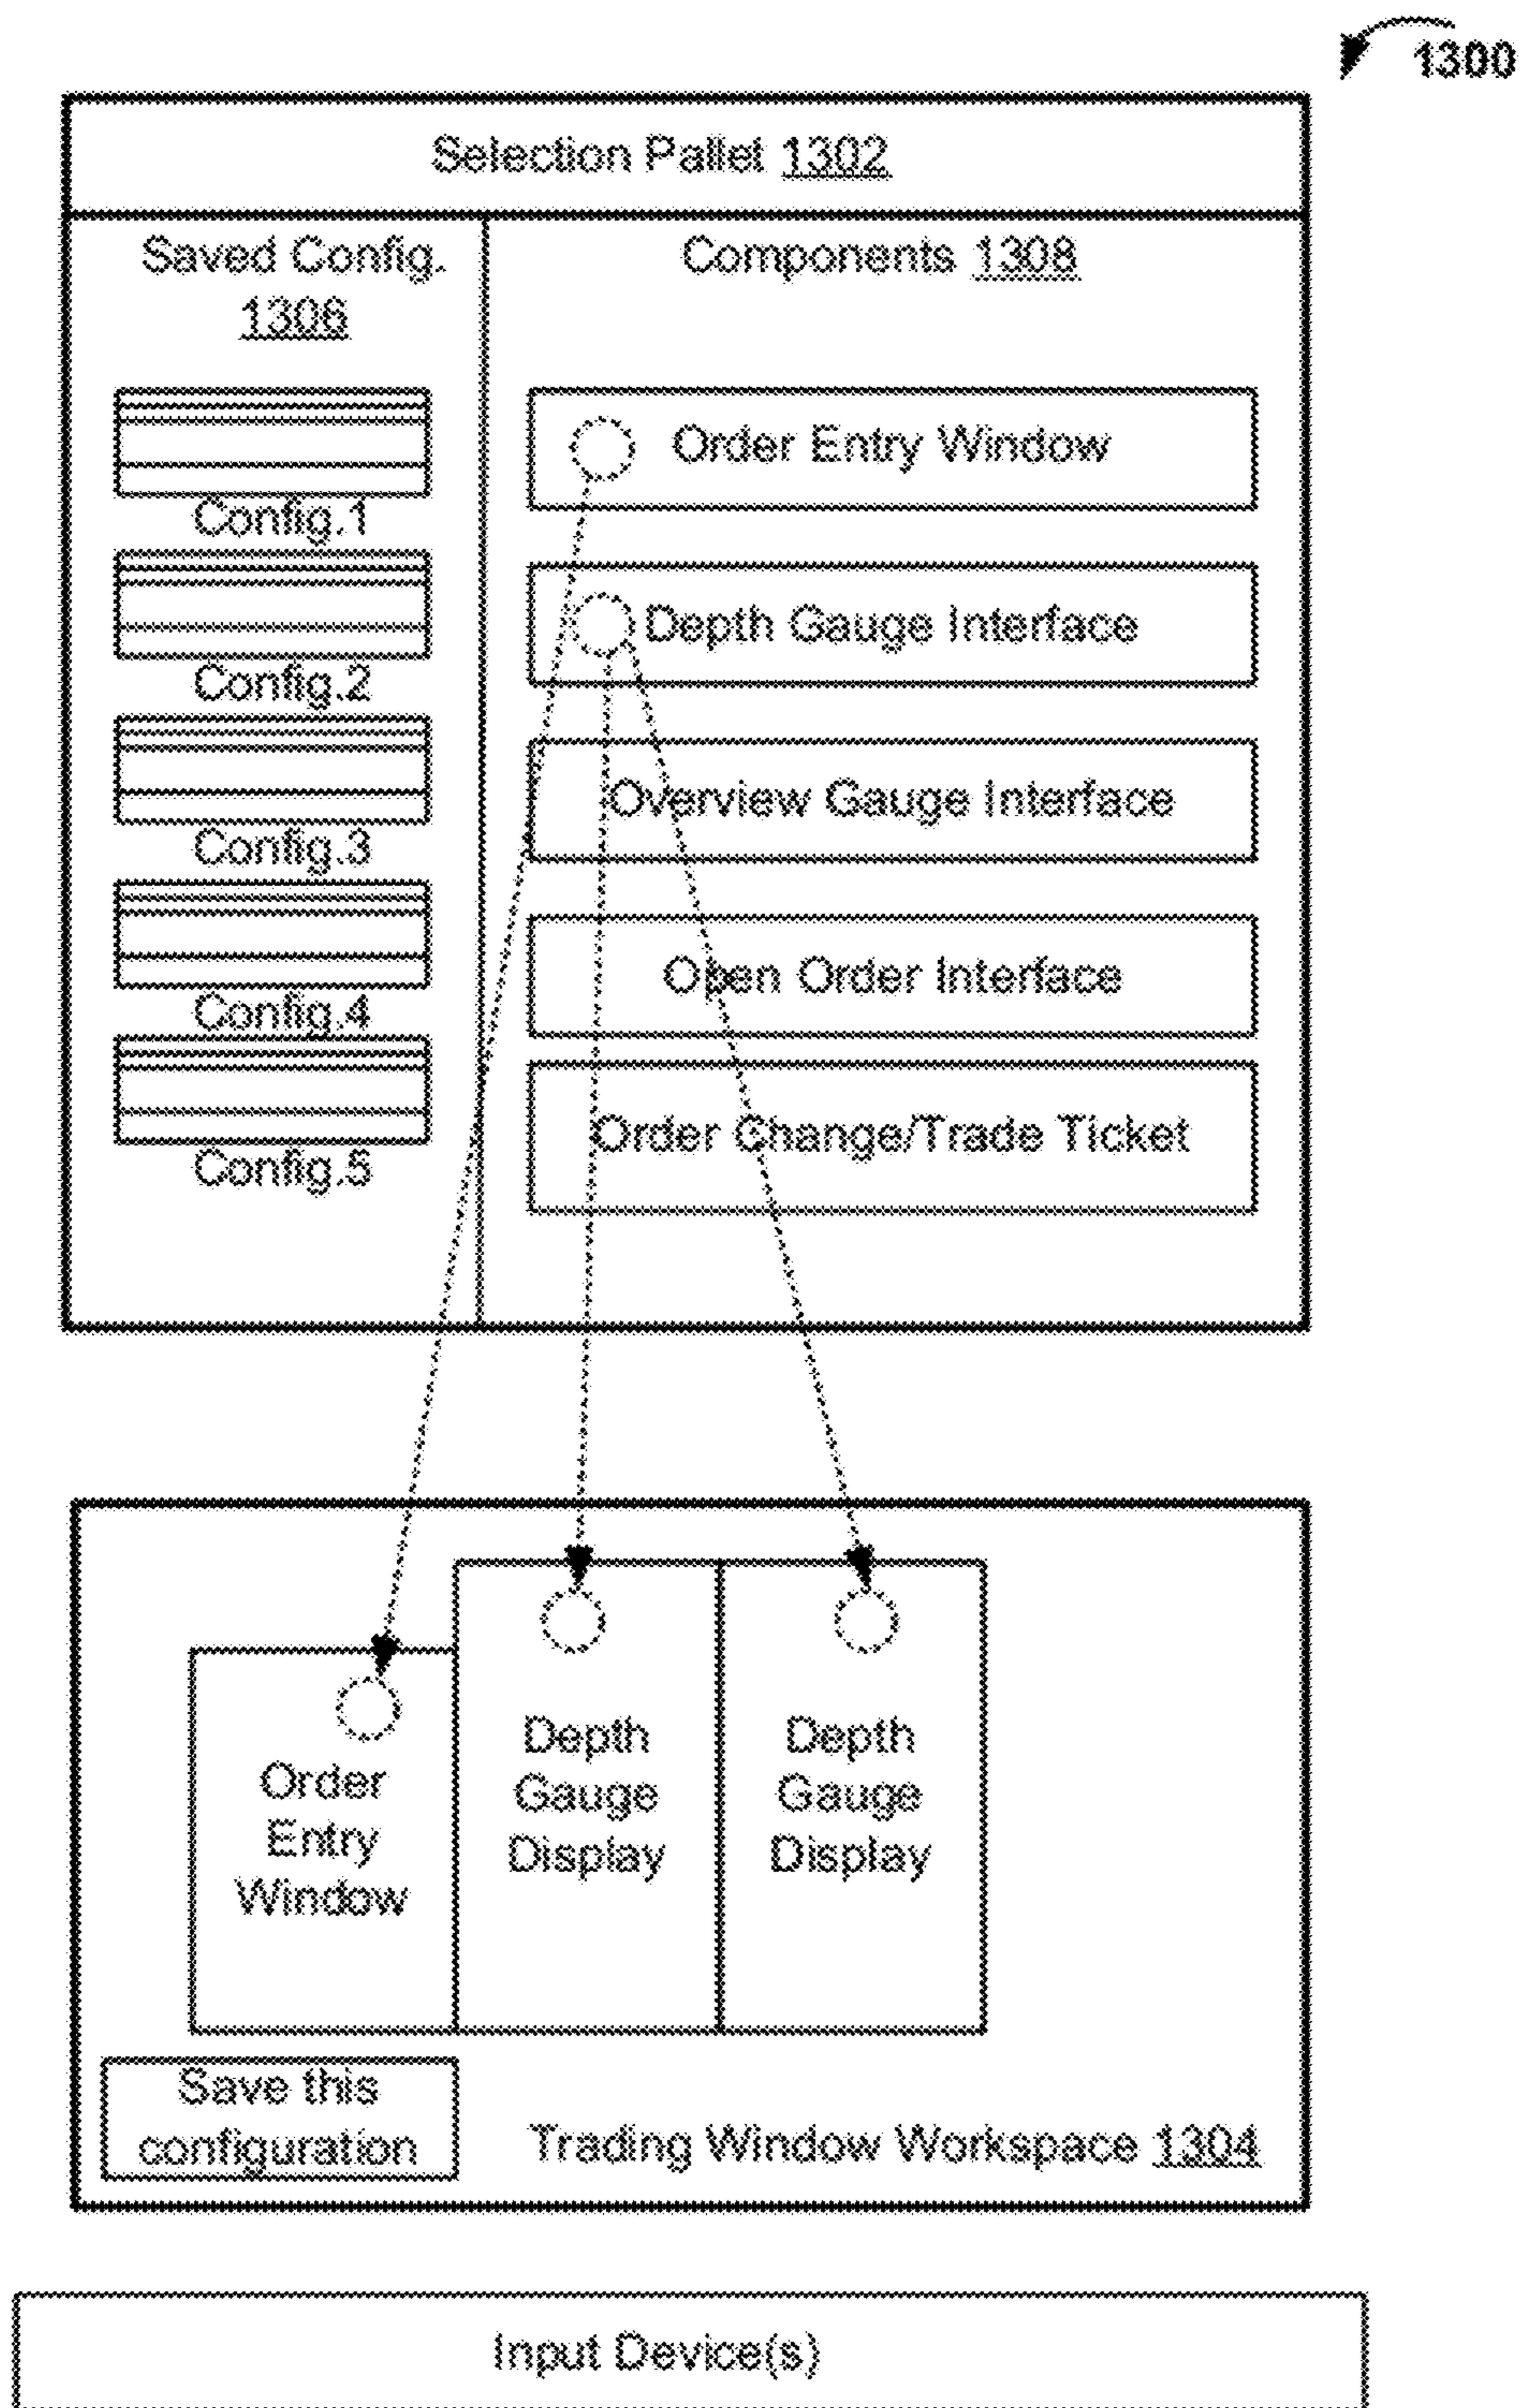 1300
Selection Pallet 1302
Saved Config.
1306
Config.1
Config.2
Config.3
Config.4
Config.5
Components 1308
Order Entry Window
Depth Gauge Interface
Overview Gauge Interface
Open Order Interface
Order Change/Trade Ticket
Order
Entry
Window
Depth
Gauge
Display
Depth
Gauge
Display
Save this
configuration
Trading Window Workspace 1304
Input Device(s)